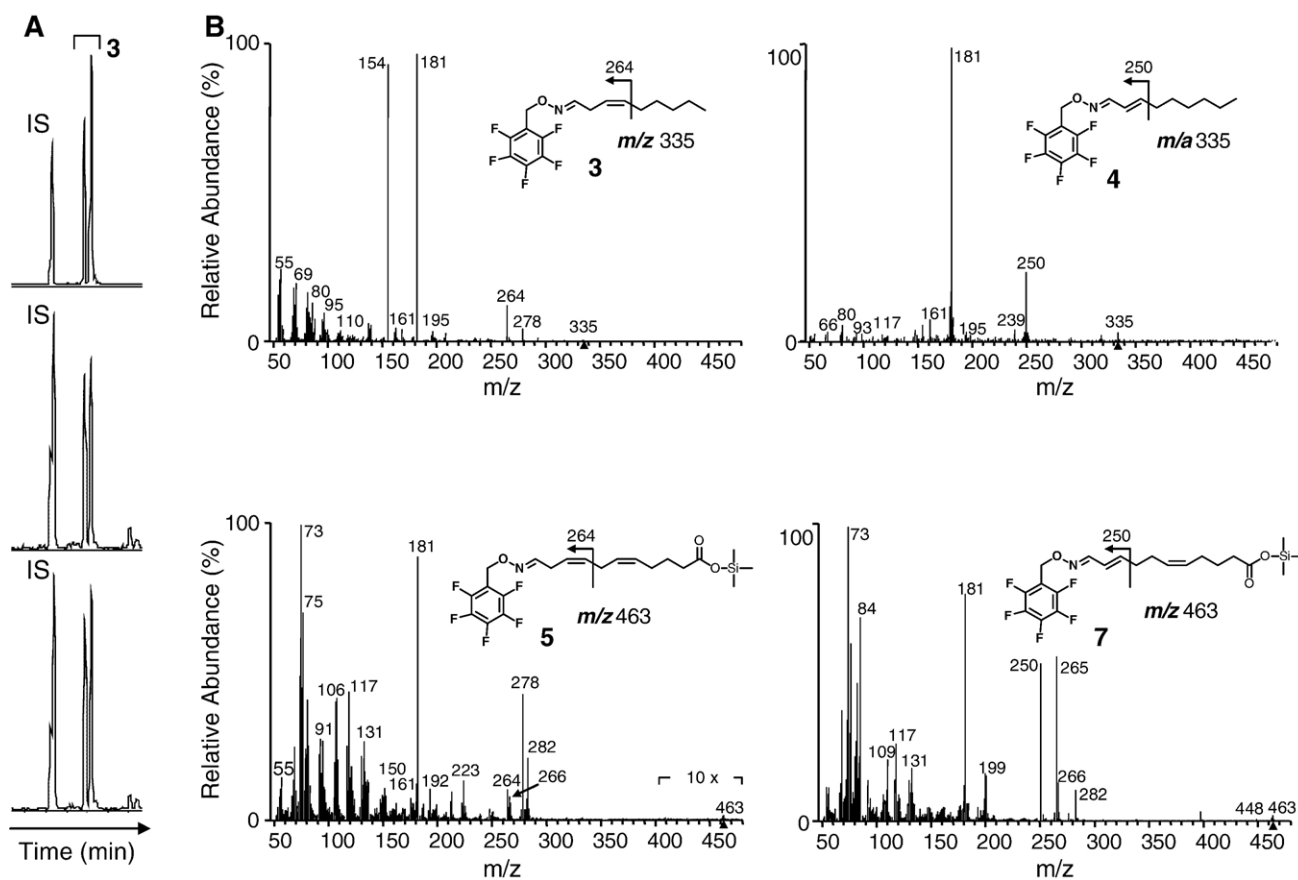 A
3
IS
IS
IS
Time (min)
B
Relative Abundance (%)
100
0
154
181
264
55
69
80
95
110
161
195
264
278
335
O
N
F
F
F
F
F
m/z 335
3
50 100 150 200 250 300 350 400 450
m/z
100
0
181
250
66
80
93
117
161
195
239
250
335
O
N
F
F
F
F
F
m/a 335
4
50 100 150 200 250 300 350 400 450
m/z
Relative Abundance (%)
100
0
73
75
181
264
55
91
106
117
131
150
161
192
223
264
266
278
282
10 x
463
O
N
F
F
F
F
F
O
O
Si
m/z 463
5
50 100 150 200 250 300 350 400 450
m/z
100
0
73
84
181
250
109
117
131
199
250
265
266
282
448
463
O
N
F
F
F
F
F
O
O
Si
m/z 463
7
50 100 150 200 250 300 350 400 450
m/z